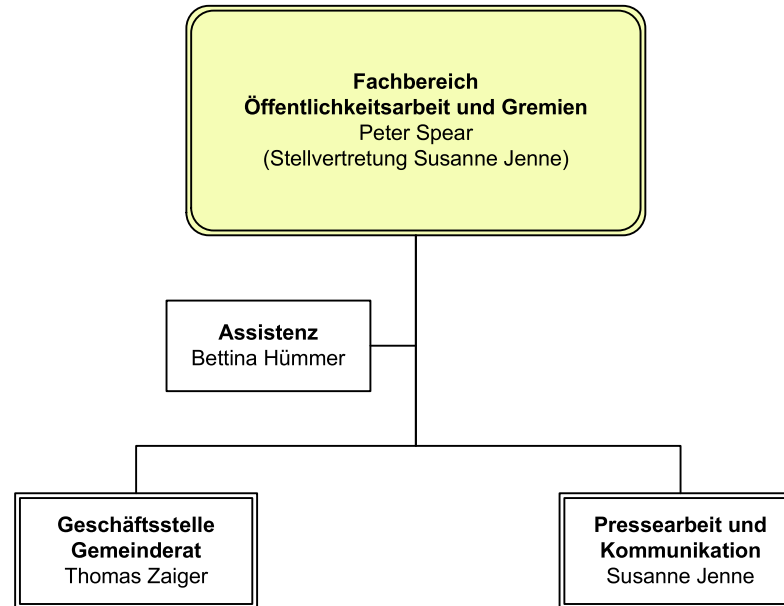 Fachbereich
Öffentlichkeitsarbeit und Gremien
Peter Spear
(Stellvertretung Susanne Jenne)
Assistenz
Bettina Hümmer
Geschäftsstelle
Gemeinderat
Thomas Zaiger
Pressearbeit und
Kommunikation
Susanne Jenne